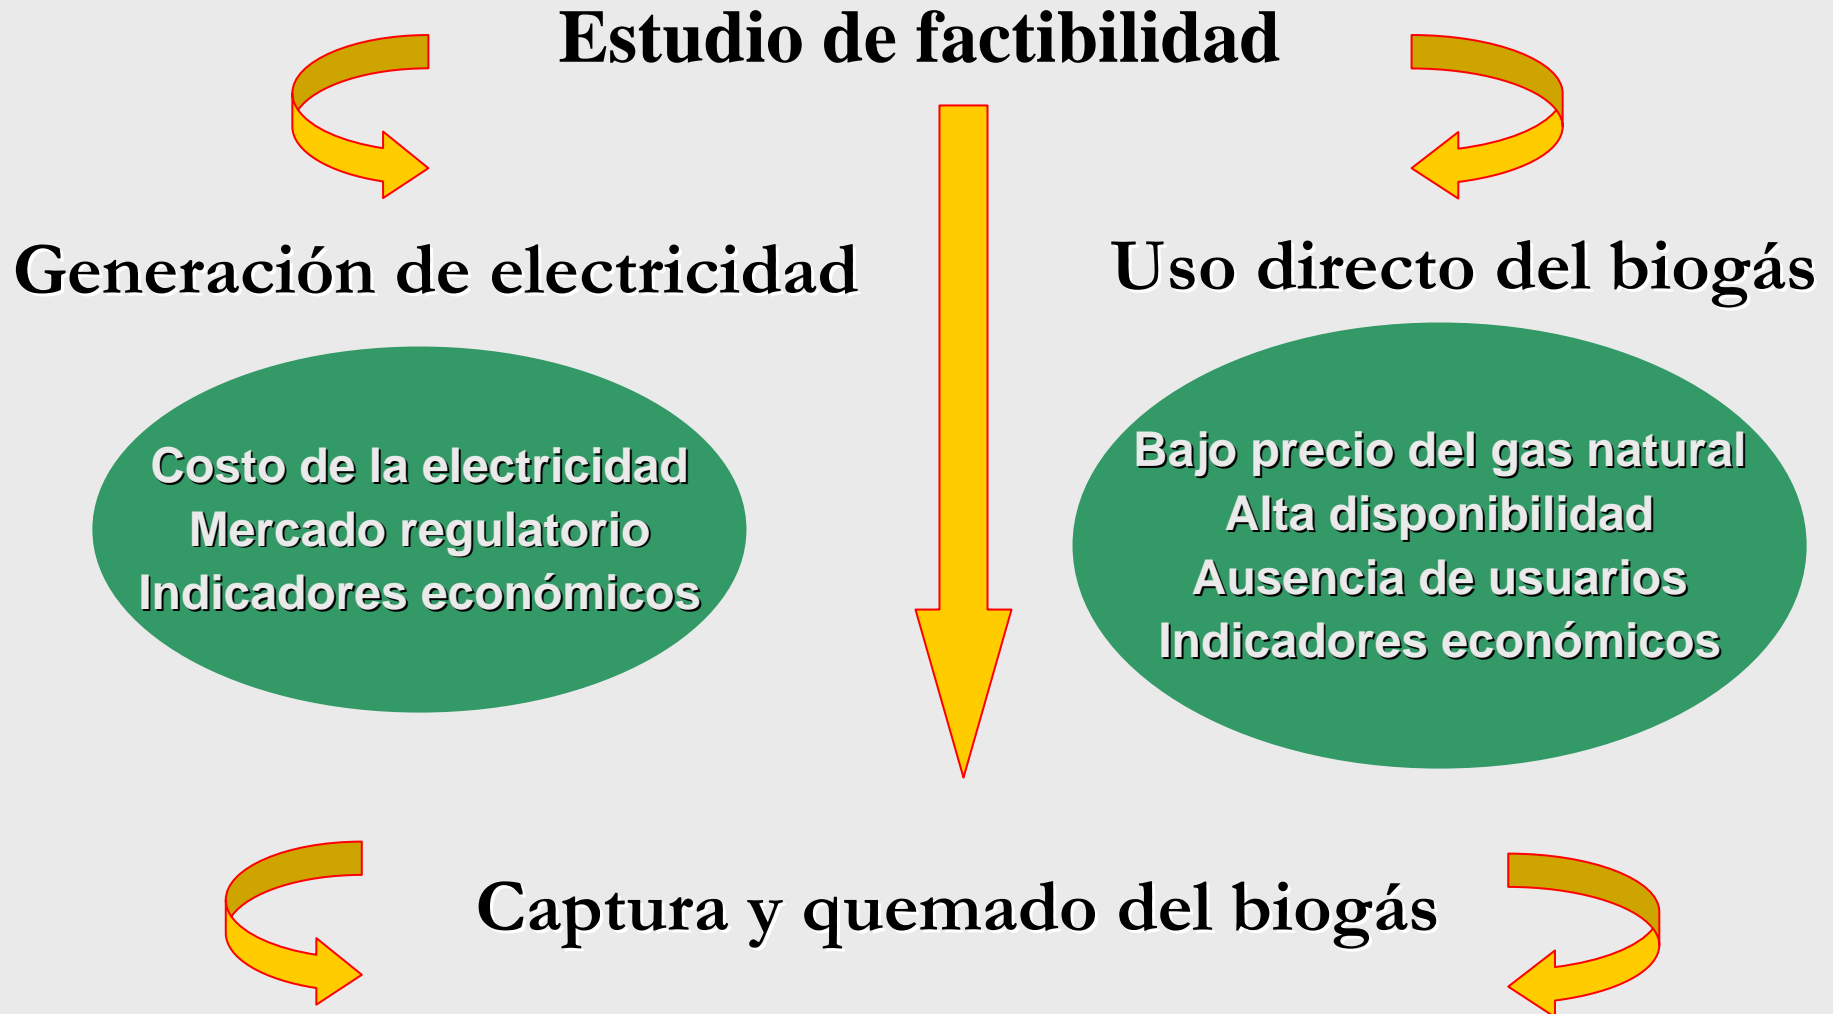 Estudio de factibilidad
Generación de electricidad
Costo de la electricidad
Mercado regulatorio
Indicadores económicos
Uso directo del biogás
Bajo precio del gas natural
Alta disponibilidad
Ausencia de usuarios
Indicadores económicos
Captura y quemado del biogás